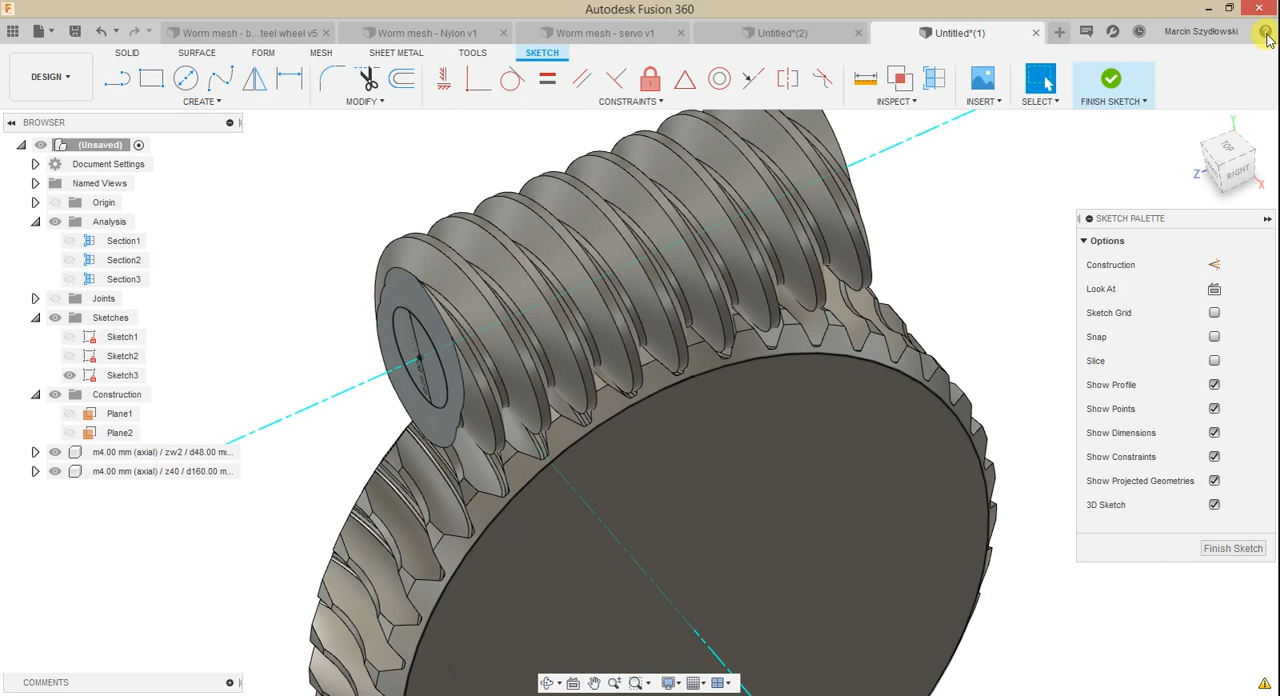 Autodesk Fusion 360
Worm mesh - b...teel wheel v5
Worm mesh - Nylon v1
Worm mesh - servo v1
Untitled*(2)
Untitled*(1)
Marcin Szydłowski
SOLID
SURFACE
FORM
MESH
SHEET METAL
TOOLS
SKETCH
DESIGN
CREATE
MODIFY
CONSTRAINTS
INSPECT
INSERT
SELECT
FINISH SKETCH
BROWSER
(Unsaved)
Document Settings
Named Views
Origin
Analysis
Section1
Section2
Section3
Joints
Sketches
Sketch1
Sketch2
Sketch3
Construction
Plane1
Plane2
m4.00 mm (axial) / zw2 / d48.00 m...
m4.00 mm (axial) / z40 / d160.00 m...
Y
TOP
RIGHT
Z
X
SKETCH PALETTE
Options
Construction
Look At
Sketch Grid
Snap
Slice
Show Profile
Show Points
Show Dimensions
Show Constraints
Show Projected Geometries
3D Sketch
Finish Sketch
COMMENTS